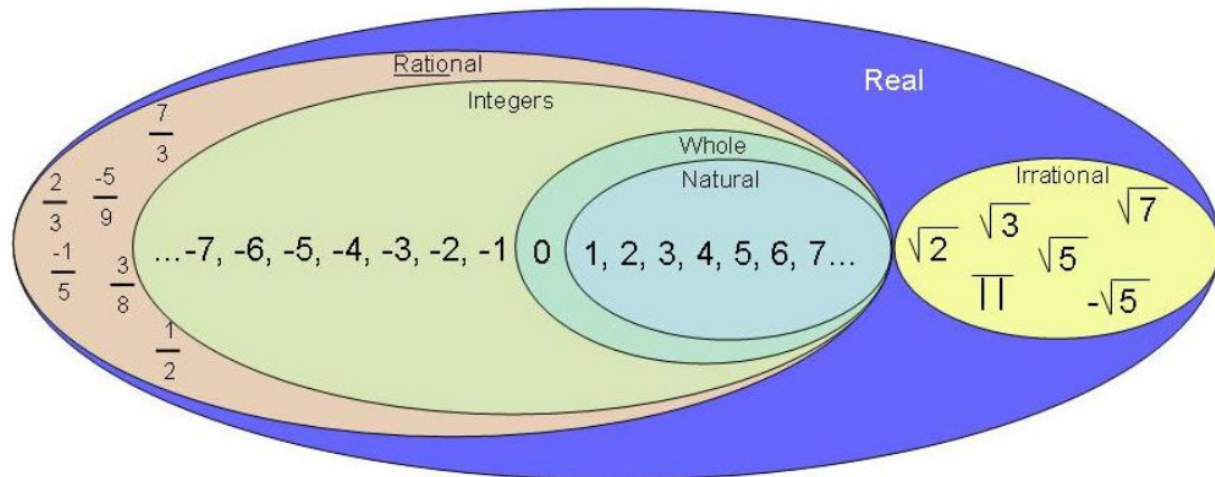 Rational
Real
Integers
7/3
Whole
Natural
Irrational
2/3
-5/9
√7
√3
√2
...-7, -6, -5, -4, -3, -2, -1
0
1, 2, 3, 4, 5, 6, 7...
√5
-1/5
3/8
π
-√5
1/2